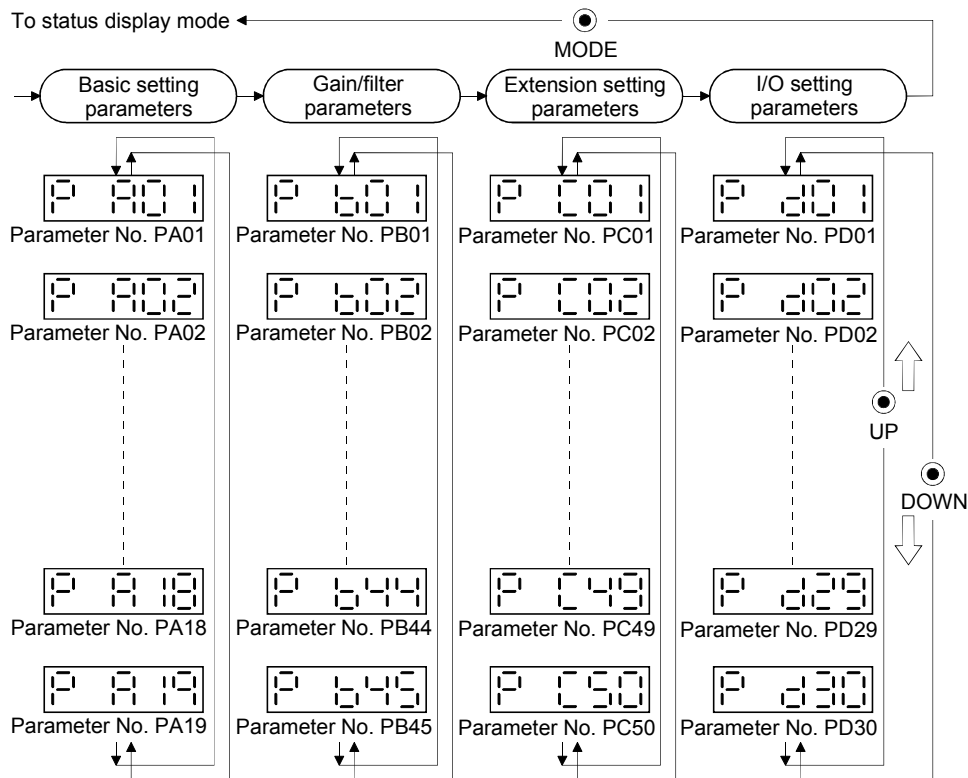 To status display mode
MODE
Basic setting parameters
Gain/filter parameters
Extension setting parameters
I/O setting parameters
P A01
P b01
P C01
P d01
Parameter No. PA01
Parameter No. PB01
Parameter No. PC01
Parameter No. PD01
P A02
P b02
P C02
P d02
Parameter No. PA02
Parameter No. PB02
Parameter No. PC02
Parameter No. PD02
UP
DOWN
P A18
P b44
P C49
P d29
Parameter No. PA18
Parameter No. PB44
Parameter No. PC49
Parameter No. PD29
P A19
P b45
P C50
P d30
Parameter No. PA19
Parameter No. PB45
Parameter No. PC50
Parameter No. PD30